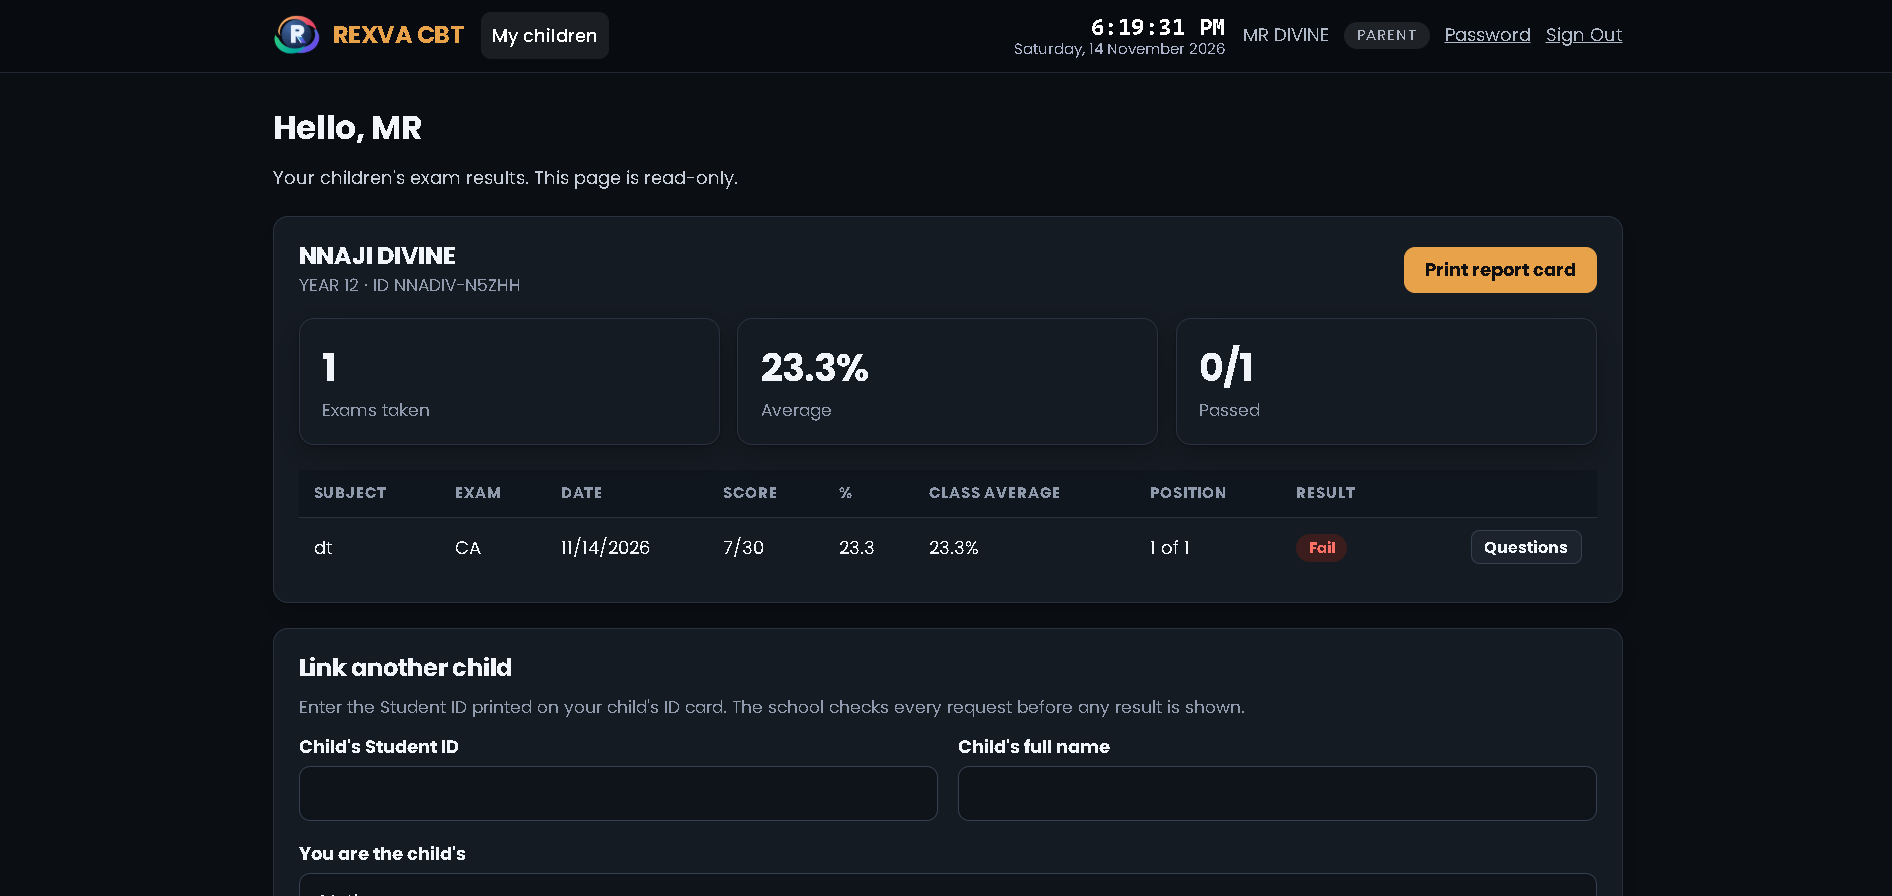 REXVA CBT
My children
6:19:31 PM
Saturday, 14 November 2026
MR DIVINE
PARENT
Password
Sign Out
Hello, MR
Your children's exam results. This page is read-only.
NNAJI DIVINE
YEAR 12 · ID NNADIV-N5ZHH
Print report card
1
Exams taken
23.3%
Average
0/1
Passed
SUBJECT EXAM DATE SCORE % CLASS AVERAGE POSITION RESULT
dt CA 11/14/2026 7/30 23.3 23.3% 1 of 1 Fail Questions
Link another child
Enter the Student ID printed on your child's ID card. The school checks every request before any result is shown.
Child's Student ID
Child's full name
You are the child's